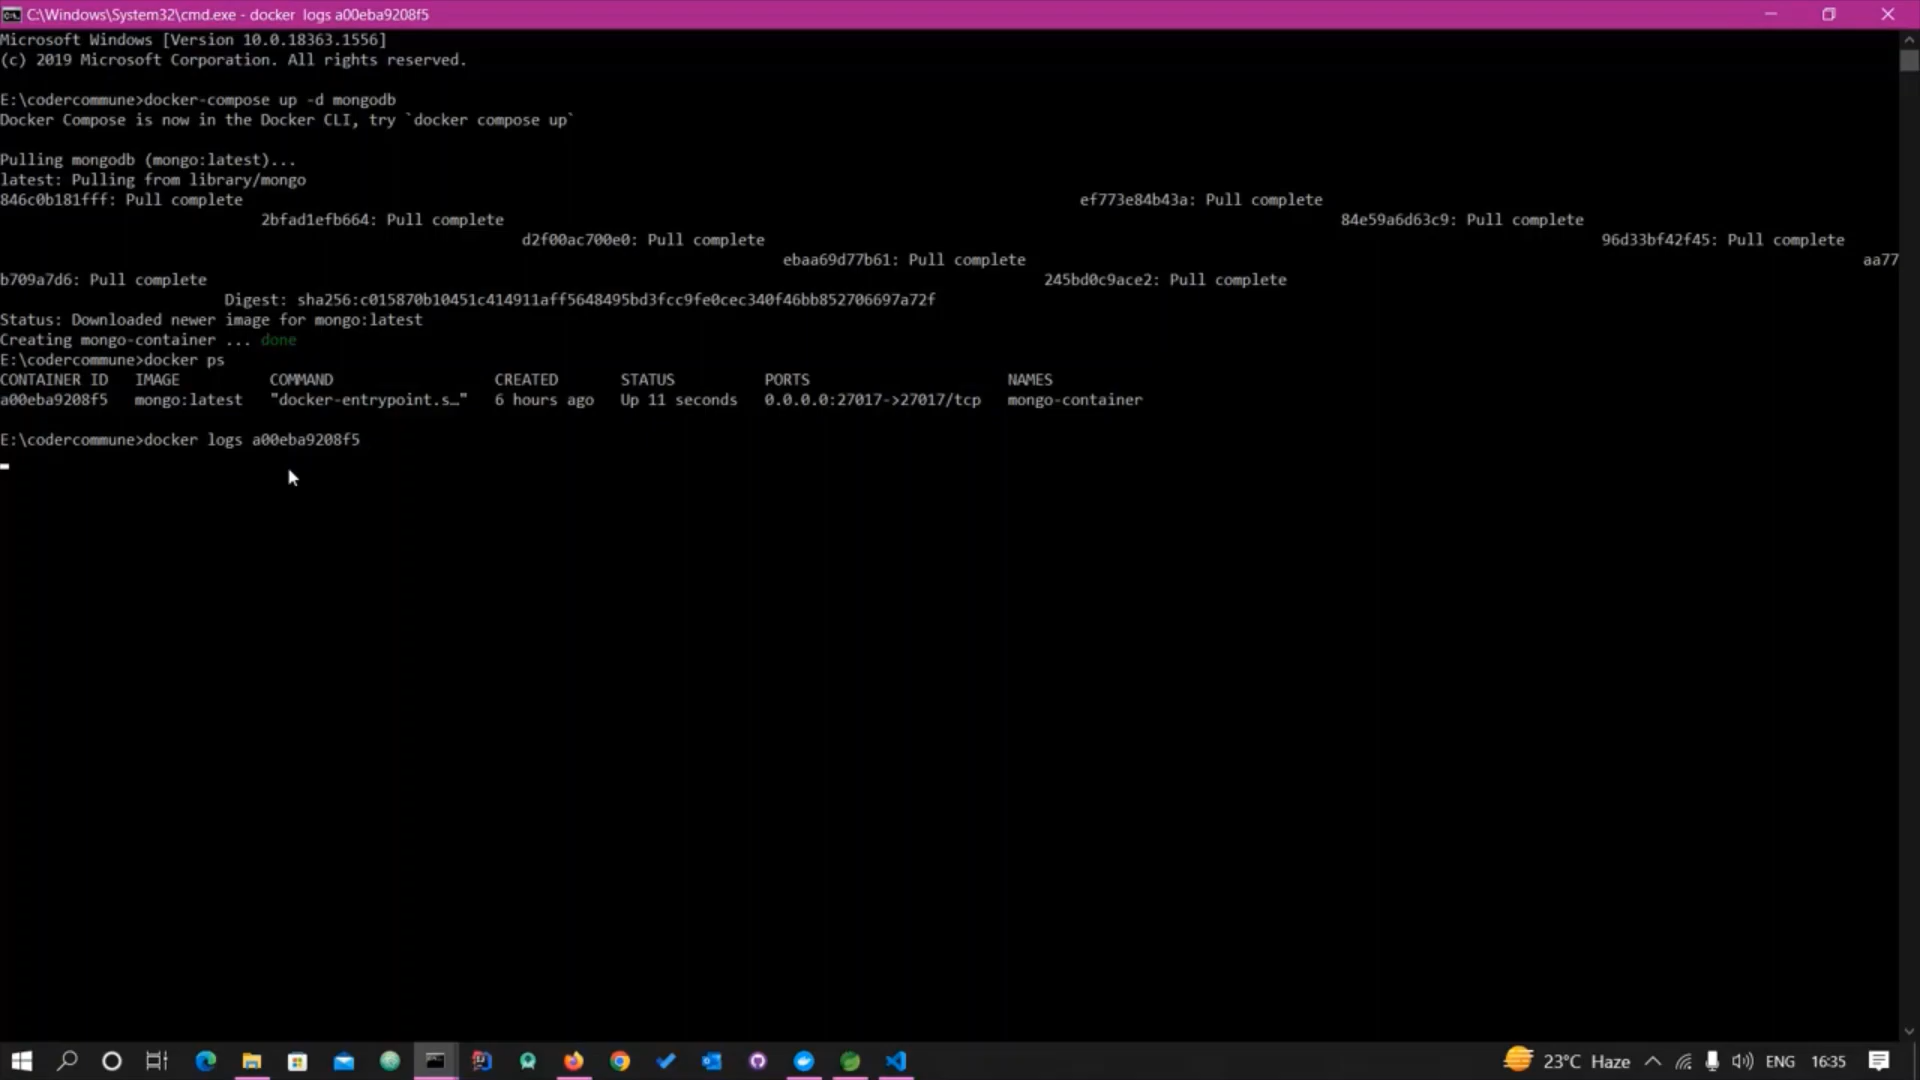 C:\Windows\System32\cmd.exe - docker  logs a00eba9208f5
Microsoft Windows [Version 10.0.18363.1556]
(c) 2019 Microsoft Corporation. All rights reserved.
E:\codercommune>docker-compose up -d mongodb
Docker Compose is now in the Docker CLI, try `docker compose up`
Pulling mongodb (mongo:latest)...
latest: Pulling from library/mongo
846c0b181fff: Pull complete ef773e84b43a: Pull complete
2bfad1efb664: Pull complete 84e59a6d63c9: Pull complete
d2f00ac700e0: Pull complete 96d33bf42f45: Pull complete
ebaa69d77b61: Pull complete aa77
b709a7d6: Pull complete 245bd0c9ace2: Pull complete
Digest: sha256:c015870b10451c414911aff5648495bd3fcc9fe0cec340f46bb852706697a72f
Status: Downloaded newer image for mongo:latest
Creating mongo-container ... done
E:\codercommune>docker ps
CONTAINER ID IMAGE COMMAND CREATED STATUS PORTS NAMES
a00eba9208f5 mongo:latest "docker-entrypoint.s…" 6 hours ago Up 11 seconds 0.0.0.0:27017->27017/tcp mongo-container
E:\codercommune>docker logs a00eba9208f5
23°C Haze ENG 16:35